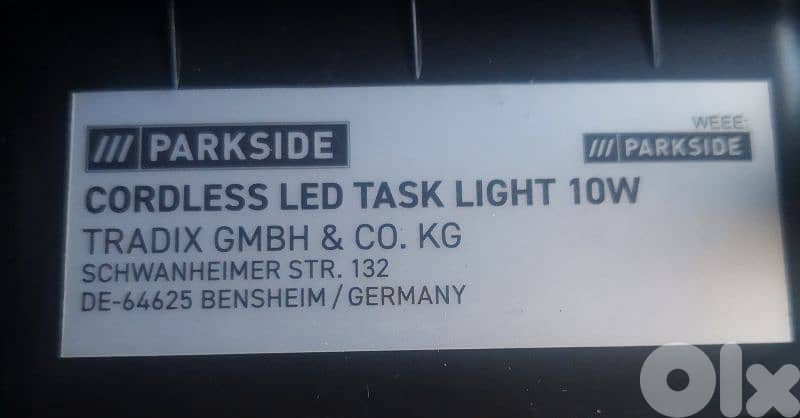 /// PARKSIDE
WEEE:
/// PARKSIDE
CORDLESS LED TASK LIGHT 10W
TRADIX GMBH & CO. KG
SCHWANHEIMER STR. 132
DE-64625 BENSHEIM / GERMANY
OLX